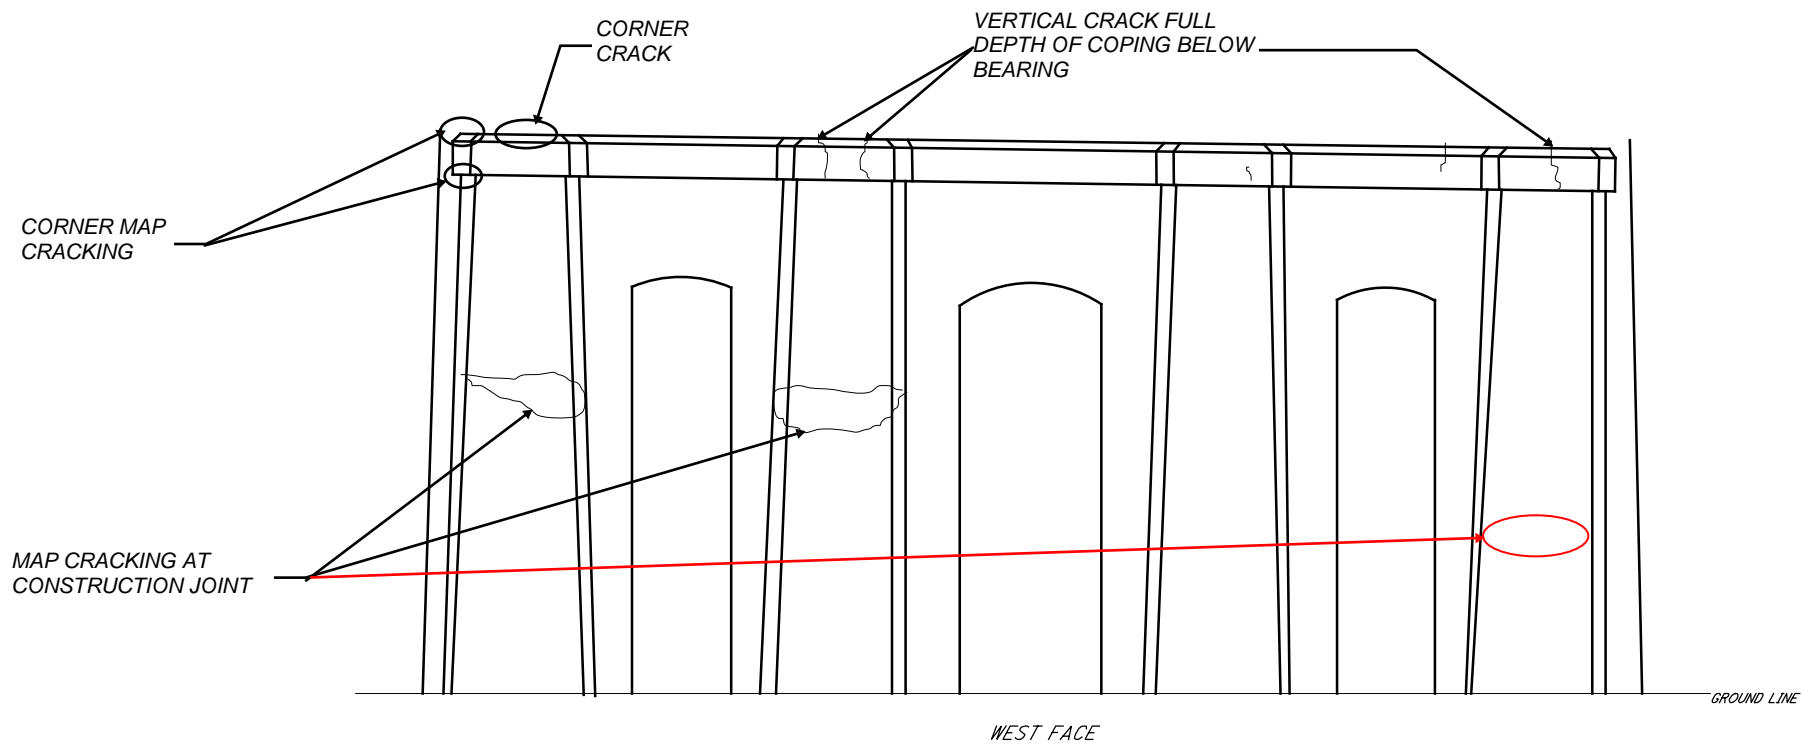 CORNER
CRACK
VERTICAL CRACK FULL
DEPTH OF COPING BELOW
BEARING
CORNER MAP
CRACKING
MAP CRACKING AT
CONSTRUCTION JOINT
GROUND LINE
WEST FACE